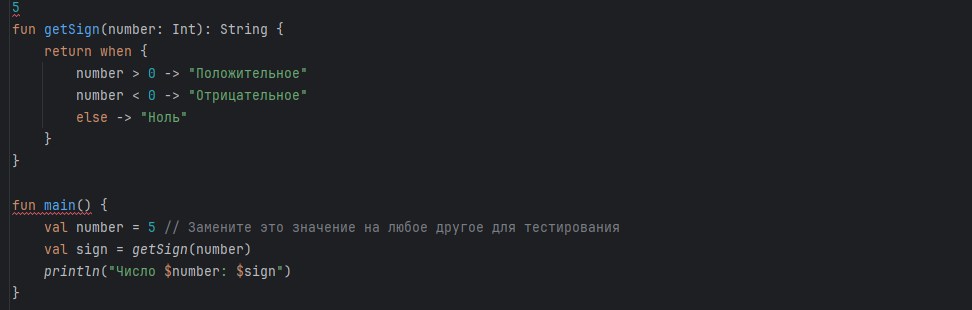 5
fun getSign(number: Int): String {
    return when {
        number > 0 -> "Положительное"
        number < 0 -> "Отрицательное"
        else -> "Ноль"
    }
}

fun main() {
    val number = 5 // Замените это значение на любое другое для тестирования
    val sign = getSign(number)
    println("Число $number: $sign")
}